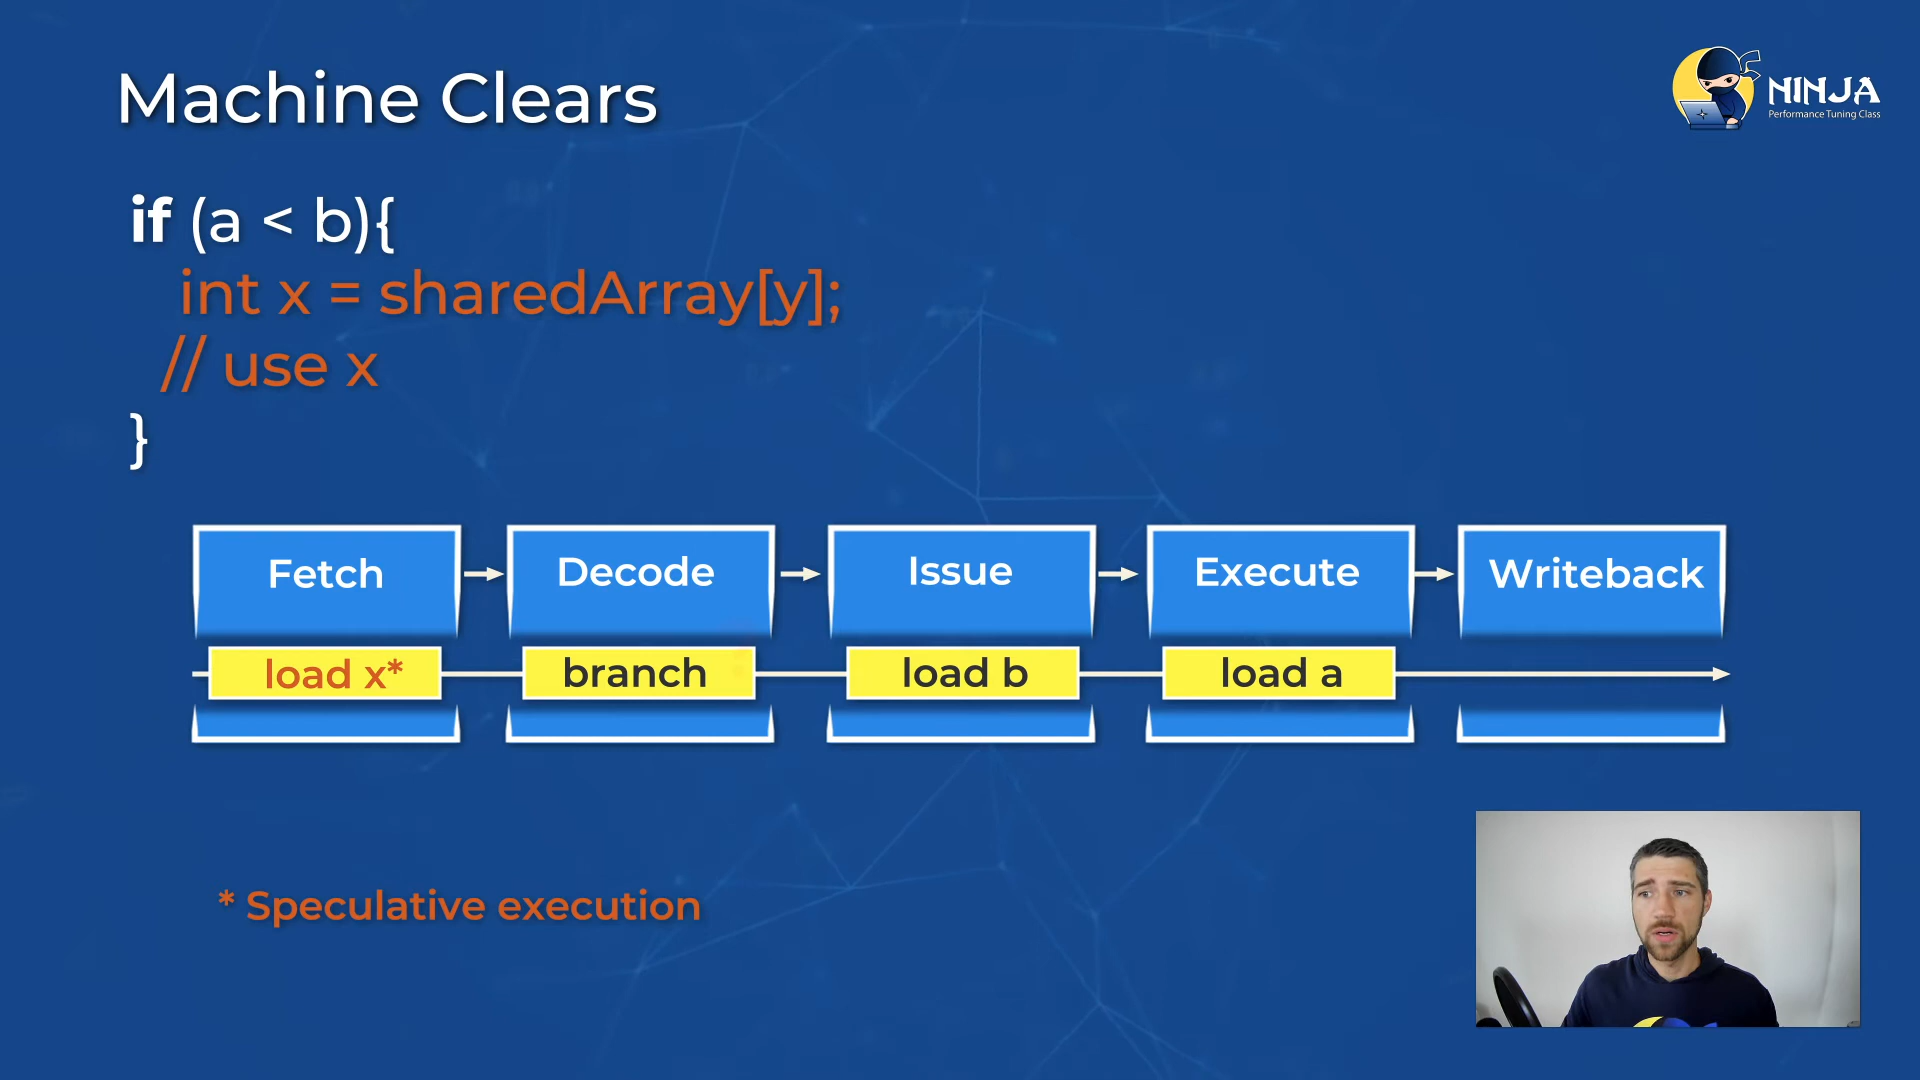 Machine Clears
NINJA
Performance Tuning Class
if (a < b){
int x = sharedArray[y];
// use x
}
Fetch
Decode
Issue
Execute
Writeback
load x*
branch
load b
load a
* Speculative execution